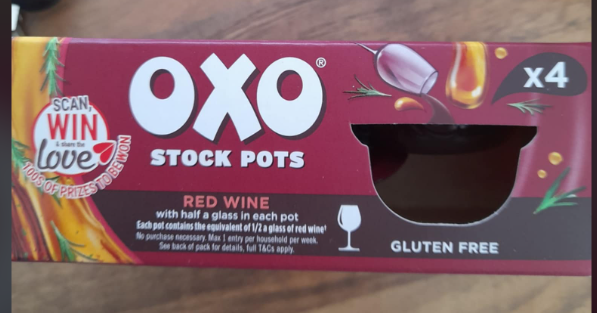 OXO®
STOCK POTS
x4
SCAN,
WIN
& share the
love
100s OF PRIZES TO BE WON
RED WINE
with half a glass in each pot
Each pot contains the equivalent of 1/2 a glass of red wine†
No purchase necessary. Max 1 entry per household per week.
See back of pack for details, full T&Cs apply.
GLUTEN FREE